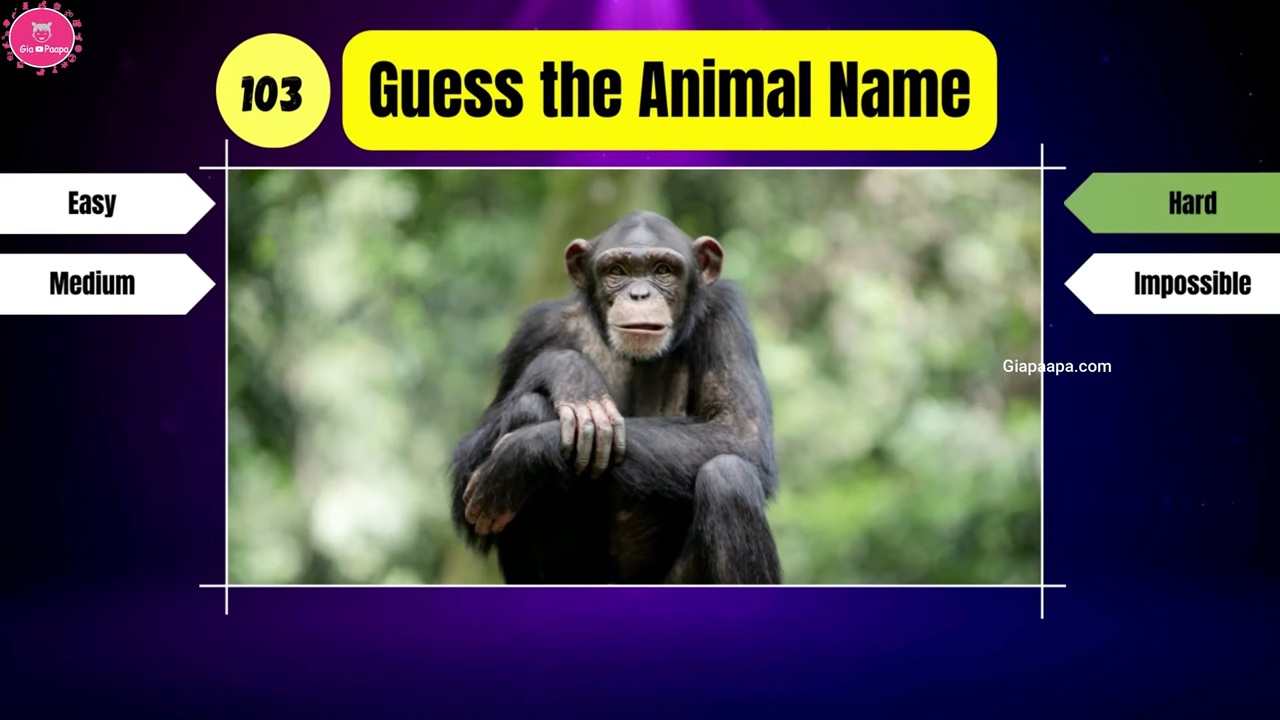 Gia Paapa
103
Guess the Animal Name
Easy
Hard
Medium
Impossible
Giapaapa.com